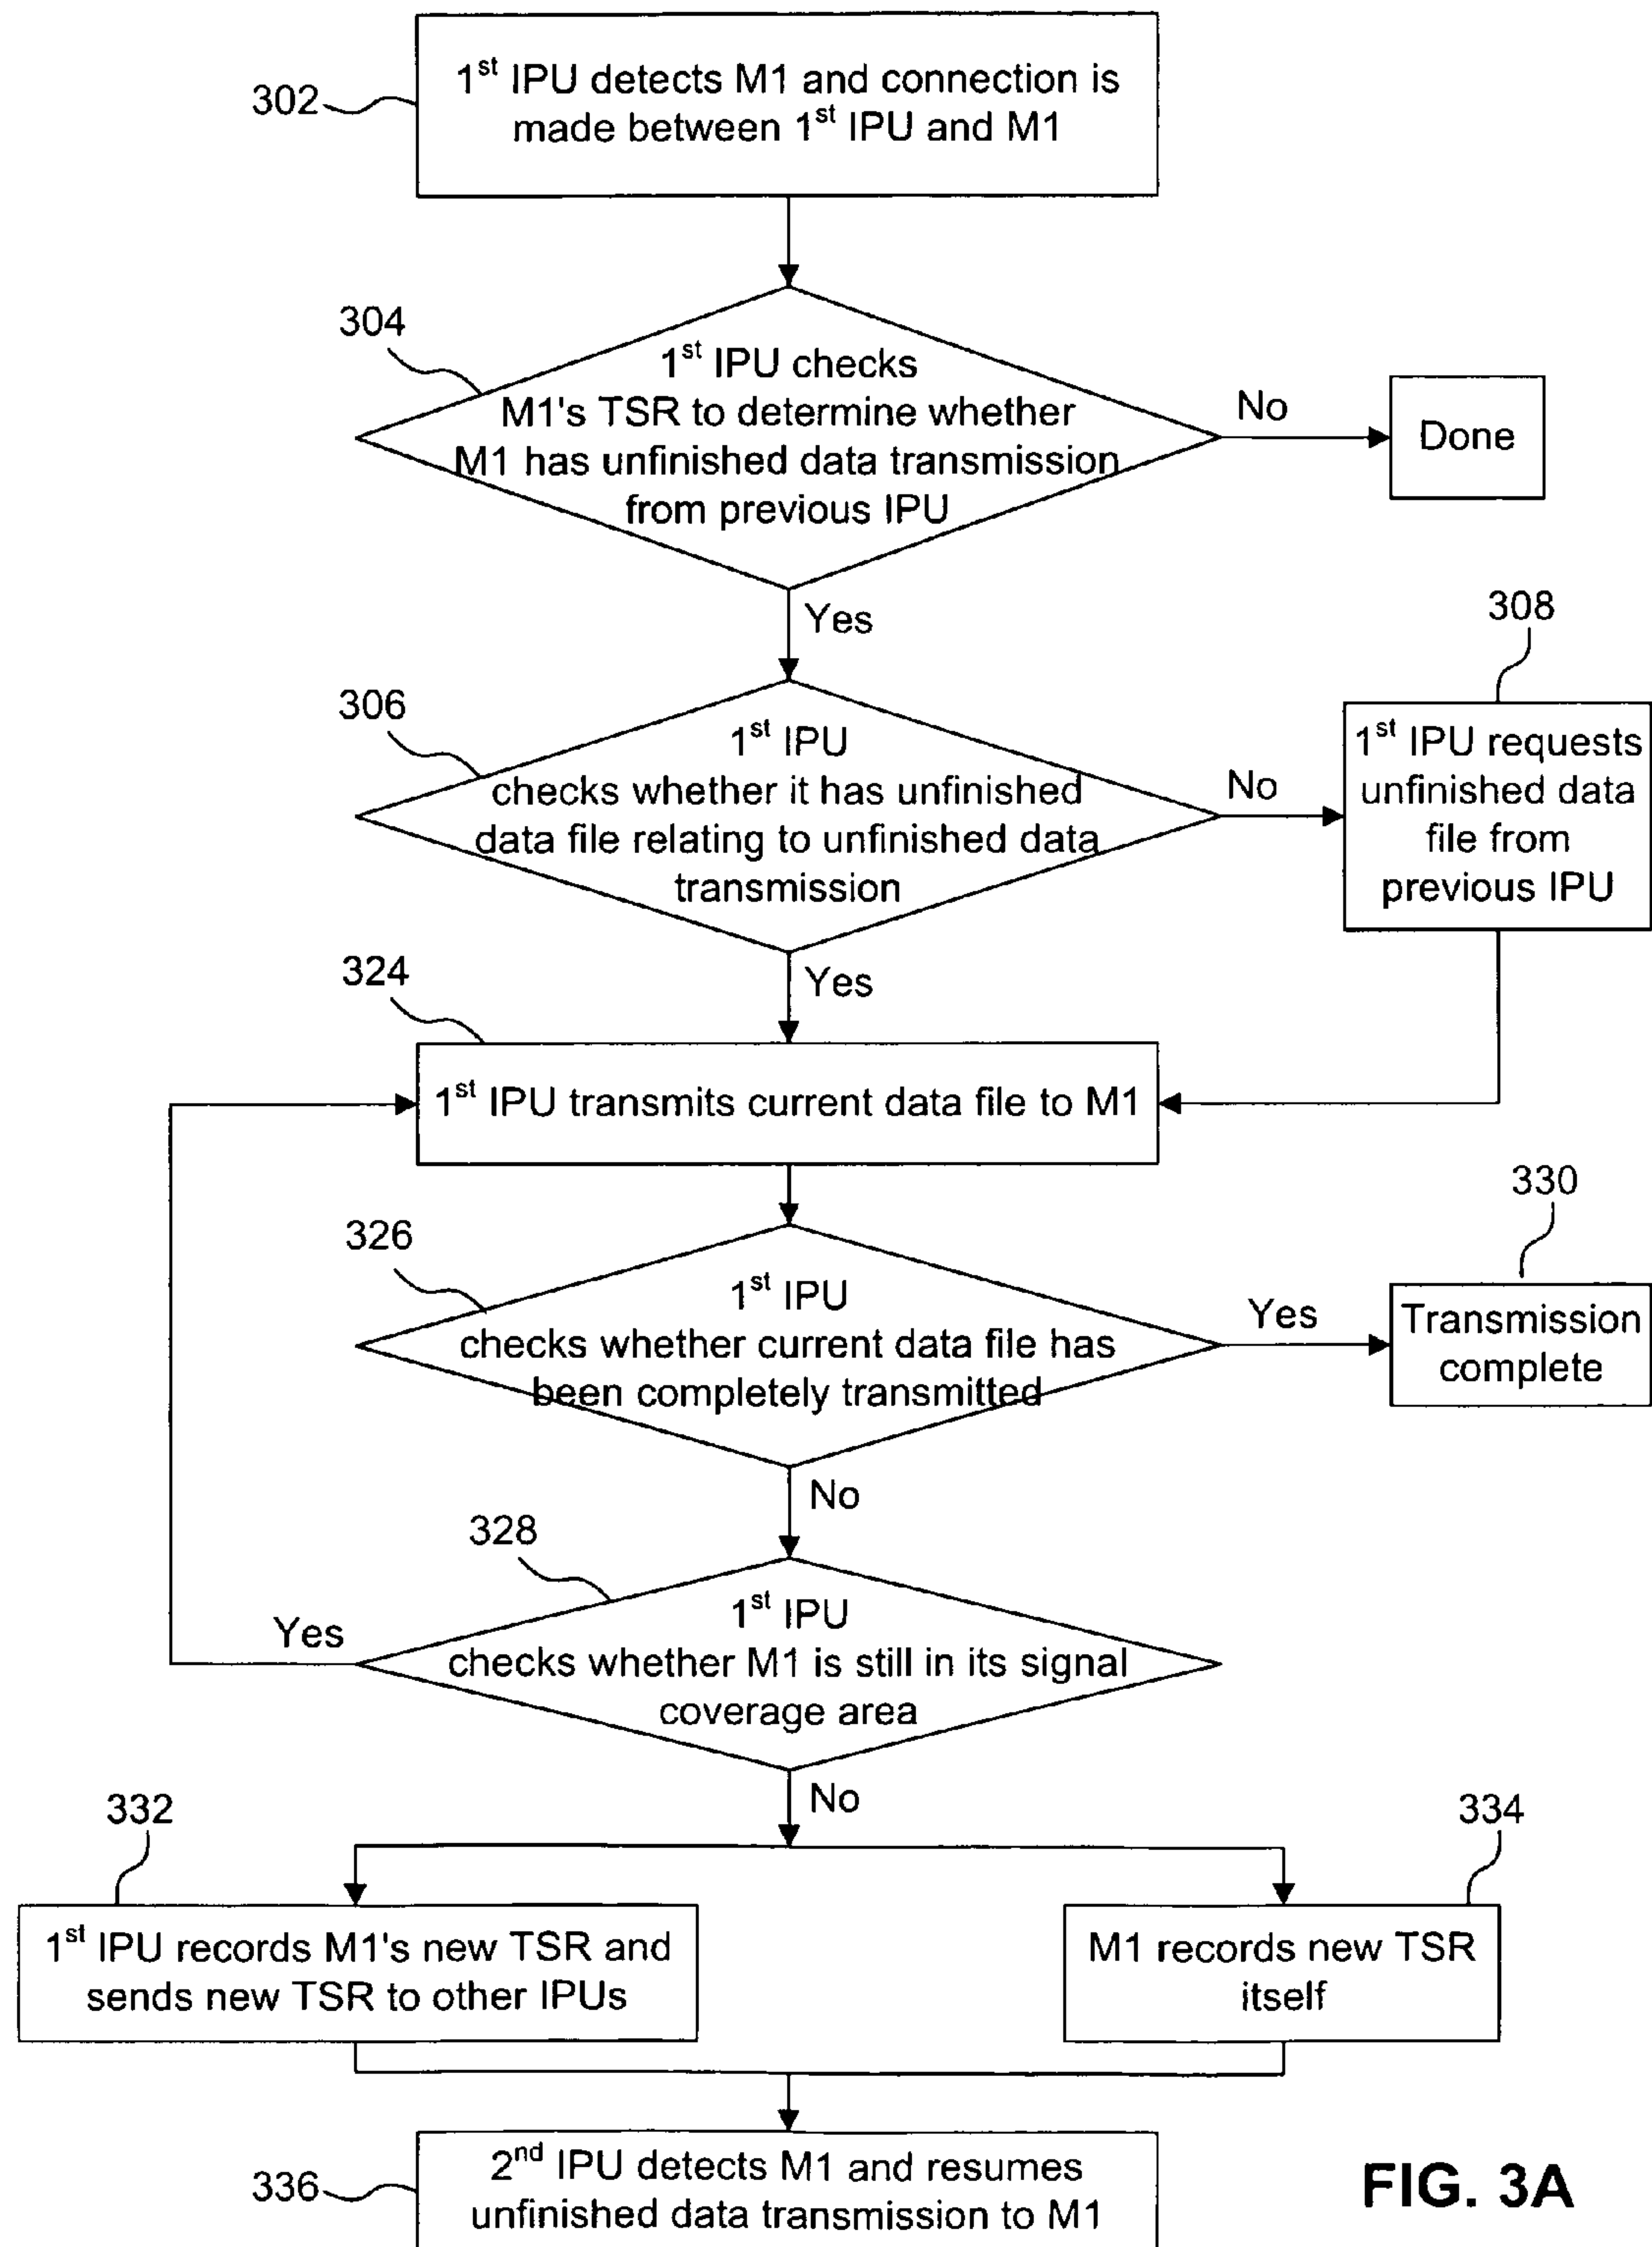 1st IPU detects M1 and connection is
made between 1st IPU and M1
302
304
1st IPU checks
M1's TSR to determine whether
M1 has unfinished data transmission
from previous IPU
No
Done
Yes
308
306
1st IPU
checks whether it has unfinished
data file relating to unfinished data
transmission
No
1st IPU requests
unfinished data
file from
previous IPU
Yes
324
1st IPU transmits current data file to M1
330
326
1st IPU
checks whether current data file has
been completely transmitted
Yes
Transmission
complete
No
328
1st IPU
checks whether M1 is still in its signal
coverage area
Yes
No
332
334
1st IPU records M1's new TSR and
sends new TSR to other IPUs
M1 records new TSR
itself
336
2nd IPU detects M1 and resumes
unfinished data transmission to M1
FIG. 3A